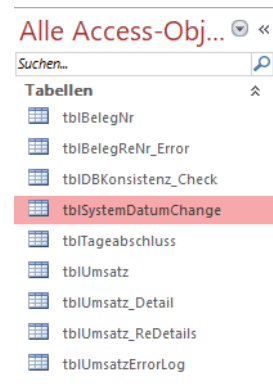 Alle Access-Obj...
Suchen...
Tabellen
tblBelegNr
tblBelegReNr_Error
tblDBKonsistenz_Check
tblSystemDatumChange
tblTageabschluss
tblUmsatz
tblUmsatz_Detail
tblUmsatz_ReDetails
tblUmsatzErrorLog